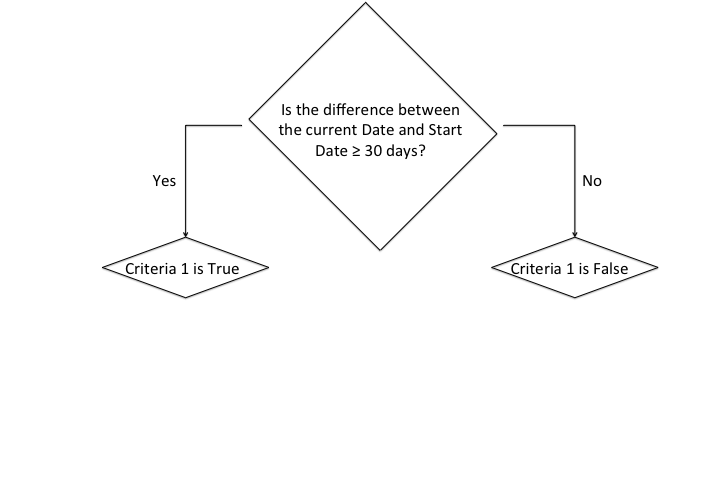 Is the difference between
the current Date and Start
Date ≥ 30 days?
Yes
No
Criteria 1 is True
Criteria 1 is False